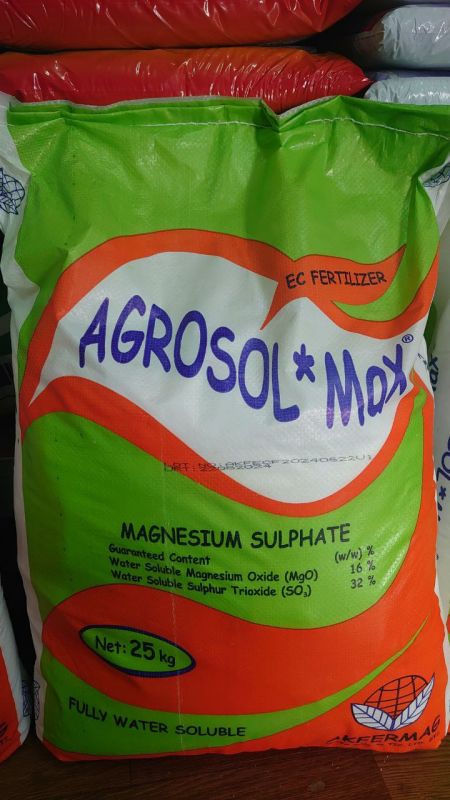 EC FERTILIZER
AGROSOL*Max®
MAGNESIUM SULPHATE
Guaranteed Content (w/w) %
Water Soluble Magnesium Oxide (MgO) 16 %
Water Soluble Sulphur Trioxide (SO₃) 32 %
Net: 25 kg
FULLY WATER SOLUBLE
AKFERMAG